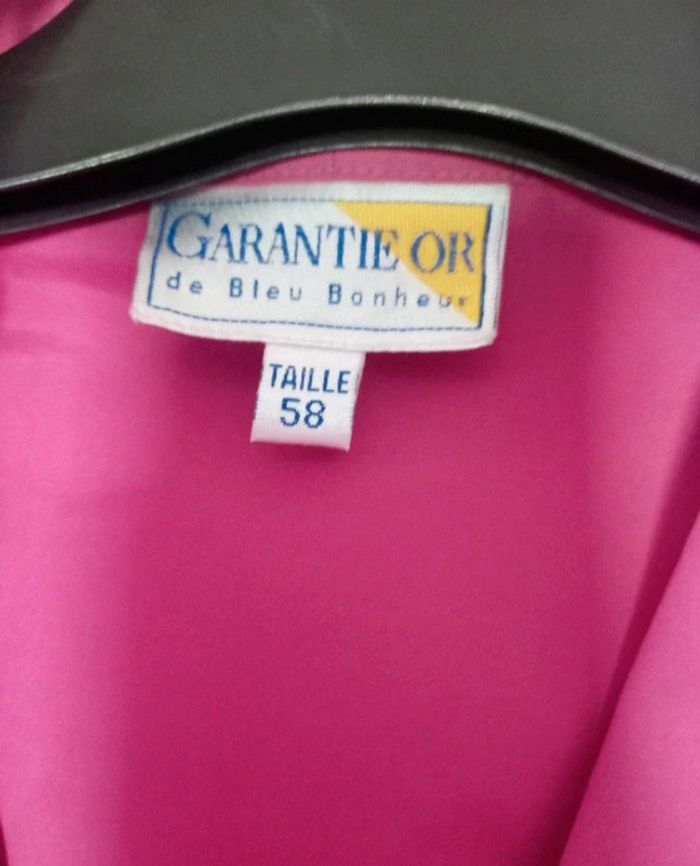 GARANTIE OR
de Bleu Bonheur
TAILLE
58